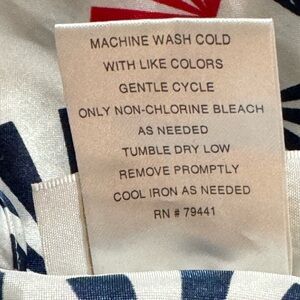 MACHINE WASH COLD
WITH LIKE COLORS
GENTLE CYCLE
ONLY NON-CHLORINE BLEACH
AS NEEDED
TUMBLE DRY LOW
REMOVE PROMPTLY
COOL IRON AS NEEDED
RN # 79441